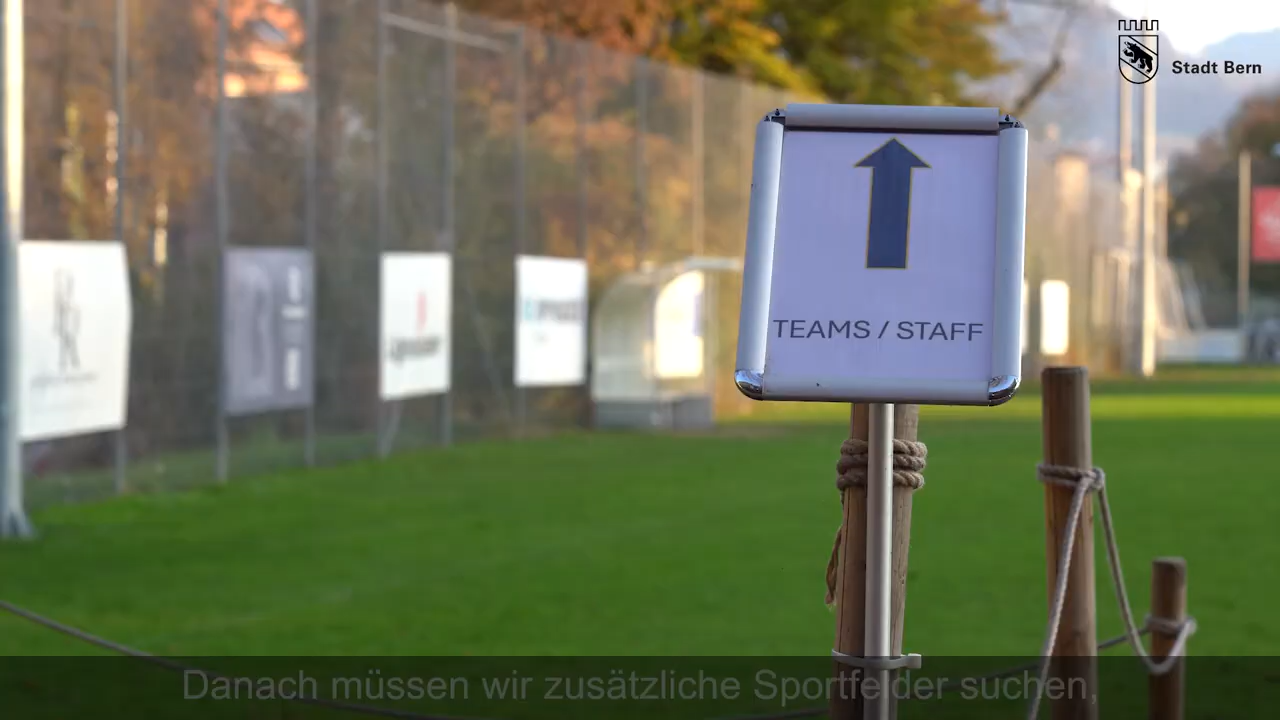 Stadt Bern
TEAMS / STAFF
Danach müssen wir zusätzliche Sportfelder suchen,